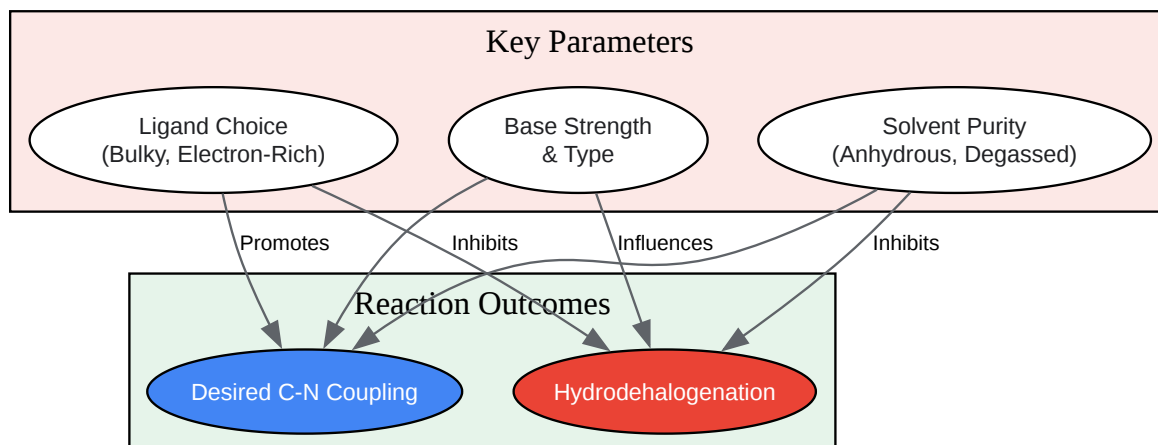 Key Parameters
Ligand Choice
(Bulky, Electron-Rich)
Base Strength
& Type
Solvent Purity
(Anhydrous, Degassed)
Promotes
Inhibits
Influences
Inhibits
Reaction Outcomes
Desired C-N Coupling
Hydrodehalogenation